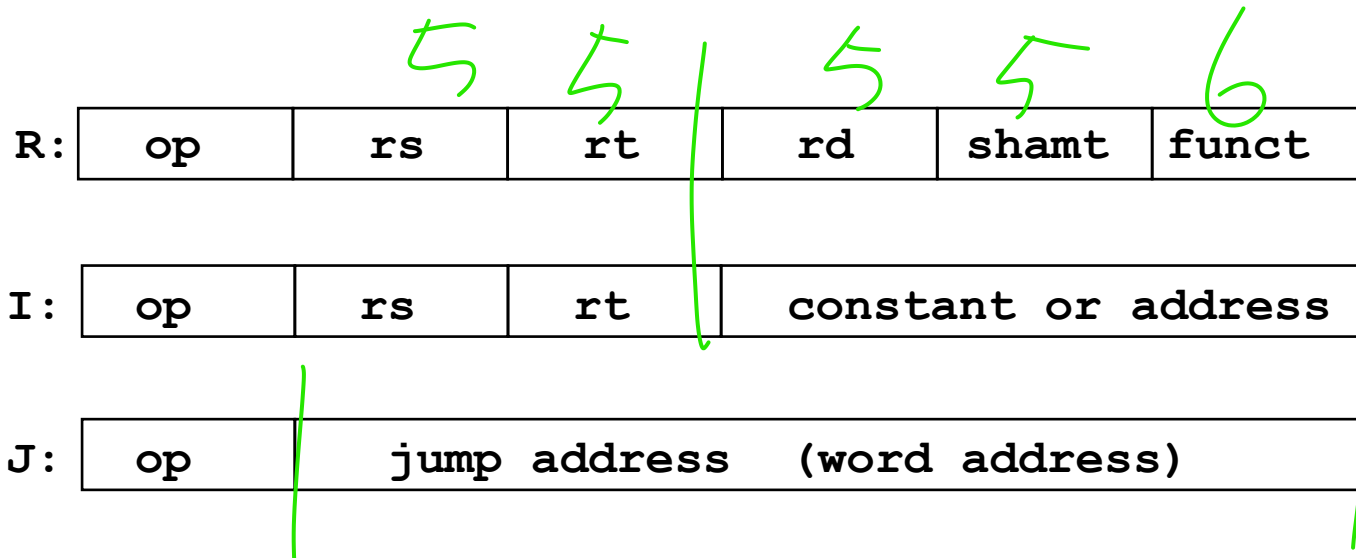 5 5 5 5 6
R: op rs rt rd shamt funct
I: op rs rt constant or address
J: op jump address (word address)